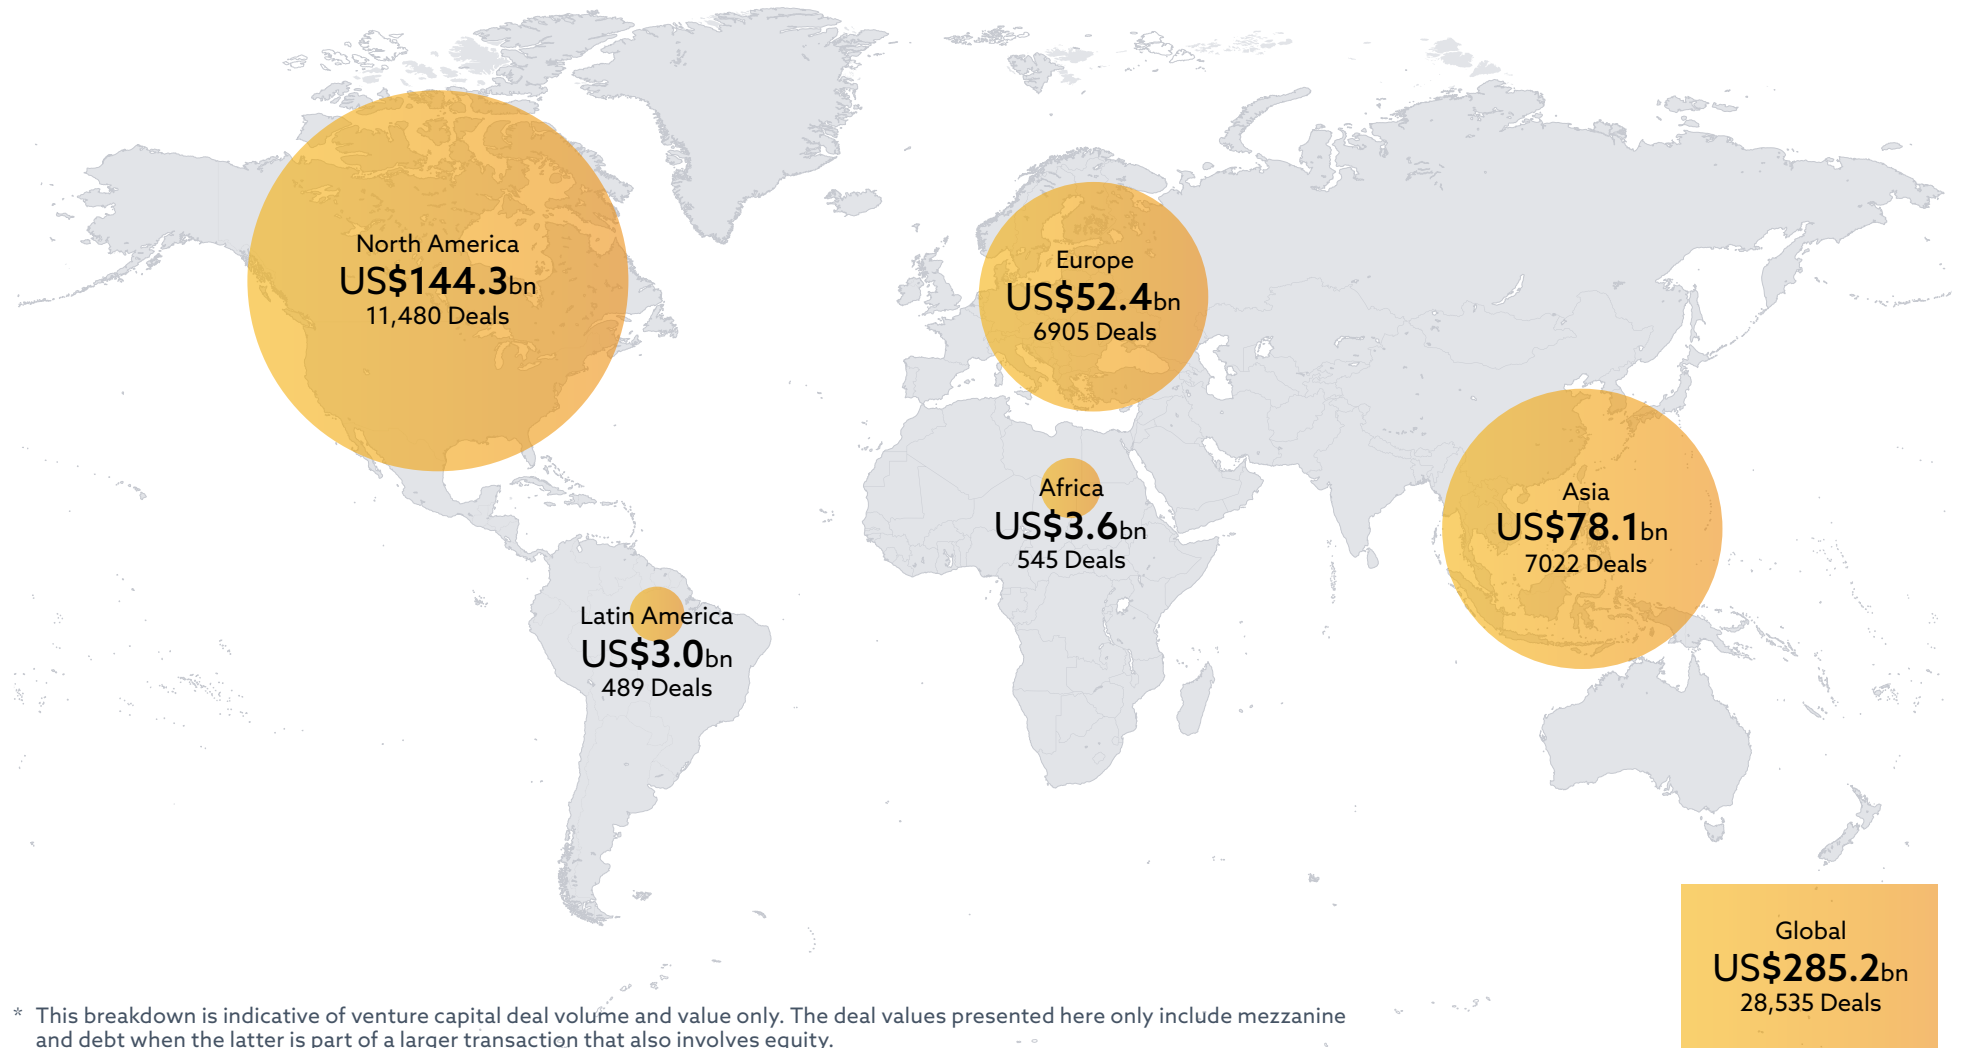 North America
US$144.3bn
11,480 Deals
Europe
US$52.4bn
6905 Deals
Africa
US$3.6bn
545 Deals
Asia
US$78.1bn
7022 Deals
Latin America
US$3.0bn
489 Deals
Global
US$285.2bn
28,535 Deals
* This breakdown is indicative of venture capital deal volume and value only. The deal values presented here only include mezzanine
and debt when the latter is part of a larger transaction that also involves equity.